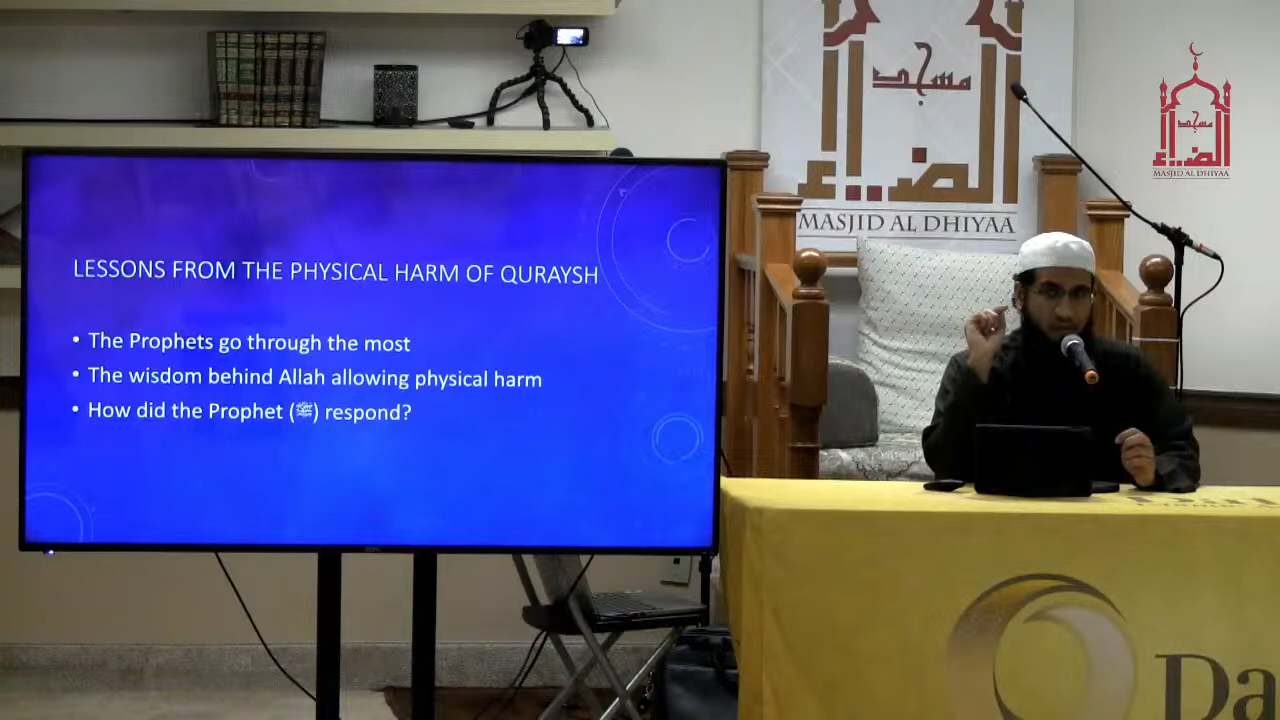 LESSONS FROM THE PHYSICAL HARM OF QURAYSH
• The Prophets go through the most
• The wisdom behind Allah allowing physical harm
• How did the Prophet (ﷺ) respond?
مسجد
الضياء
MASJID AL DHIYAA
مسجد
الضياء
MASJID AL DHIYAA
Da